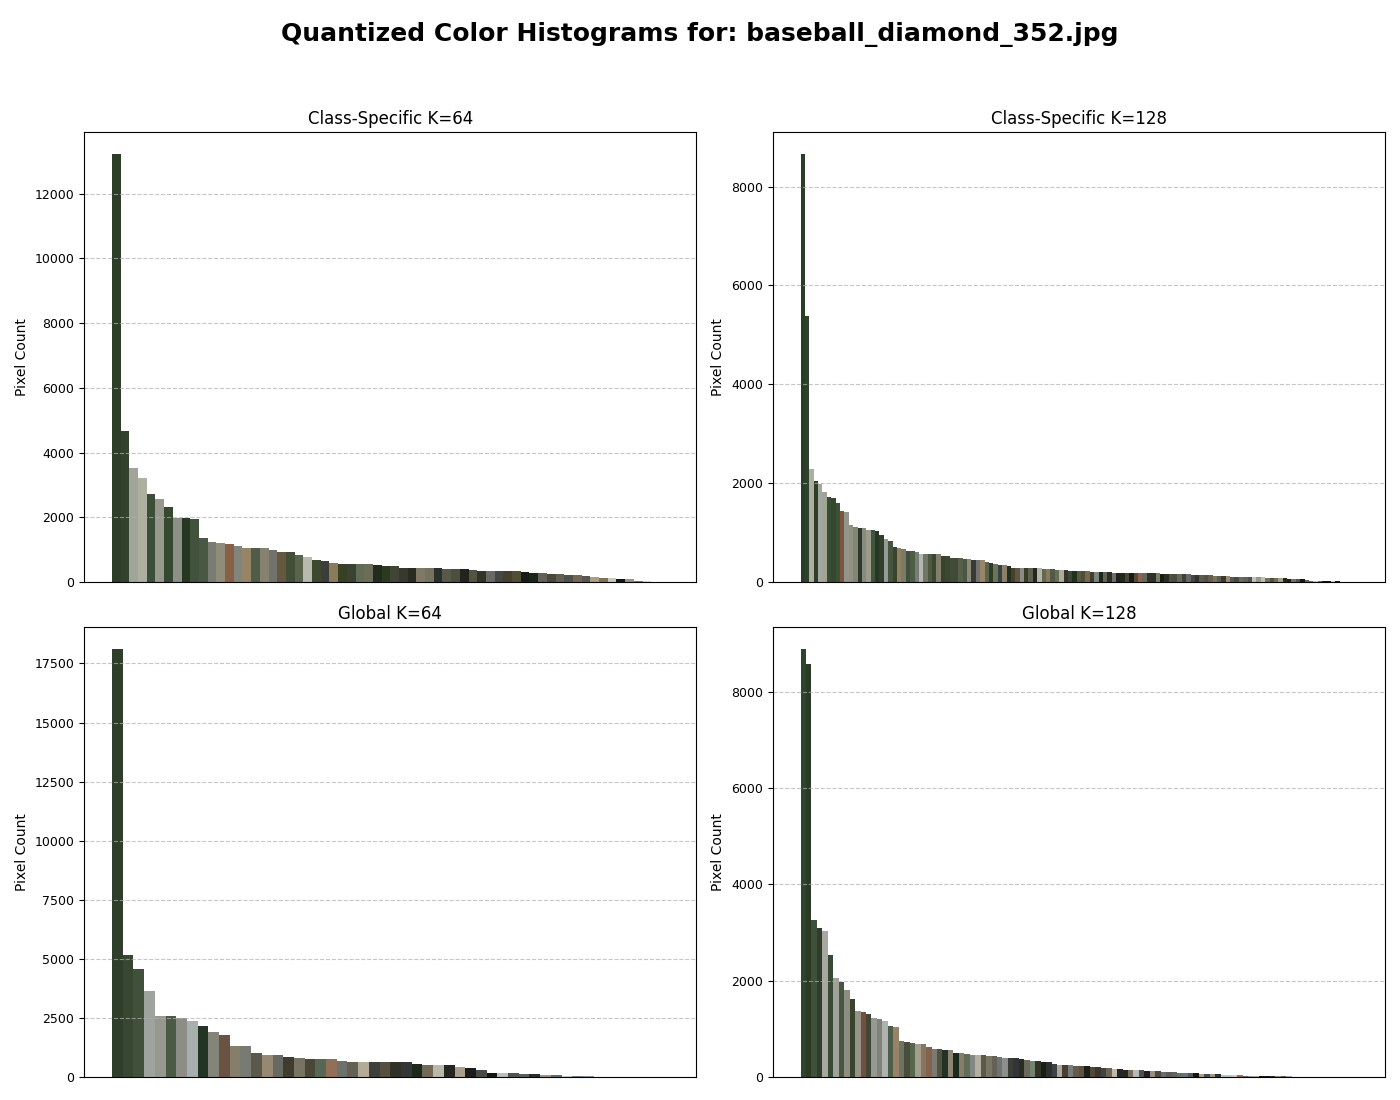 Quantized Color Histograms for: baseball_diamond_352.jpg
Class-Specific K=64
Pixel Count
12000
10000
8000
6000
4000
2000
0
Class-Specific K=128
Pixel Count
8000
6000
4000
2000
0
Global K=64
Pixel Count
17500
15000
12500
10000
7500
5000
2500
0
Global K=128
Pixel Count
8000
6000
4000
2000
0